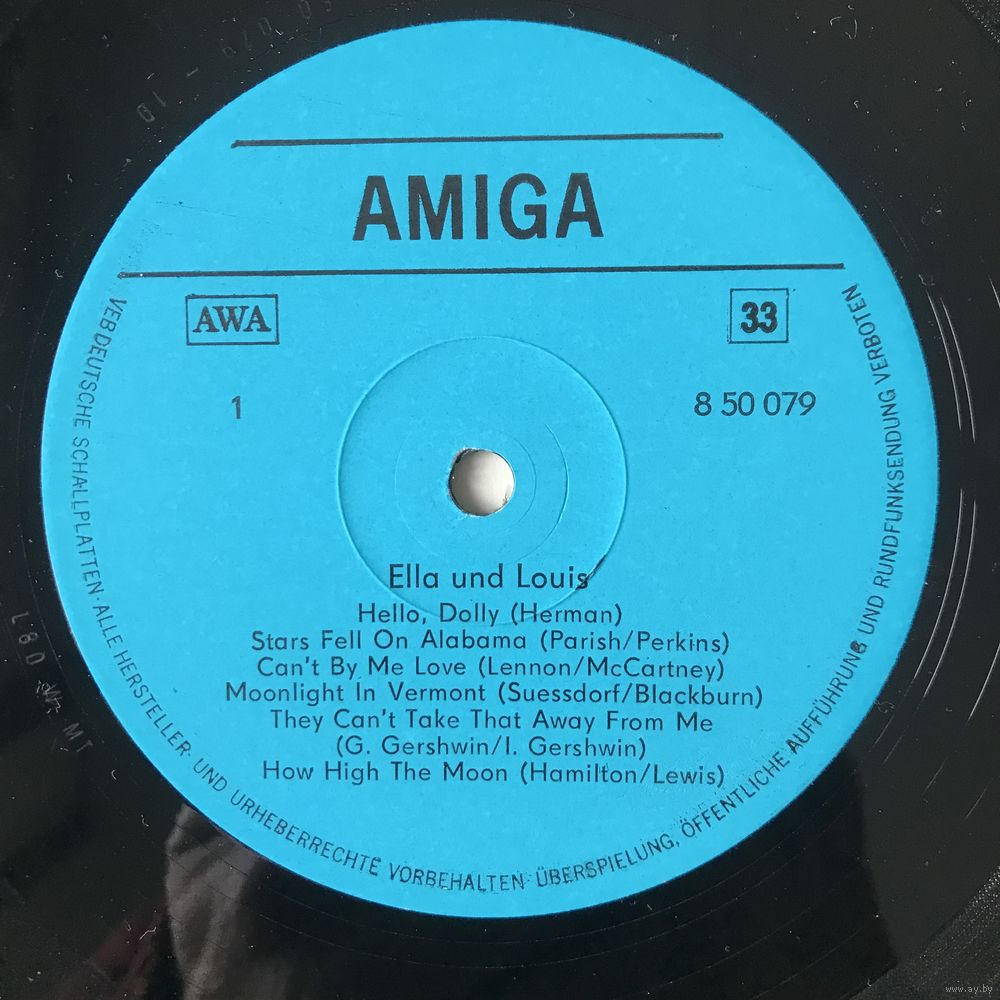 AMIGA
AWA
33
1
8 50 079
Ella und Louis
Hello, Dolly (Herman)
Stars Fell On Alabama (Parish/Perkins)
Can't By Me Love (Lennon/McCartney)
Moonlight In Vermont (Suessdorf/Blackburn)
They Can't Take That Away From Me
(G. Gershwin/I. Gershwin)
How High The Moon (Hamilton/Lewis)
VEB DEUTSCHE SCHALLPLATTEN · ALLE HERSTELLER- UND URHEBERRECHTE VORBEHALTEN · ÜBERSPIELUNG, ÖFFENTLICHE AUFFÜHRUNG UND RUNDFUNKSENDUNG VERBOTEN
www.ay.by